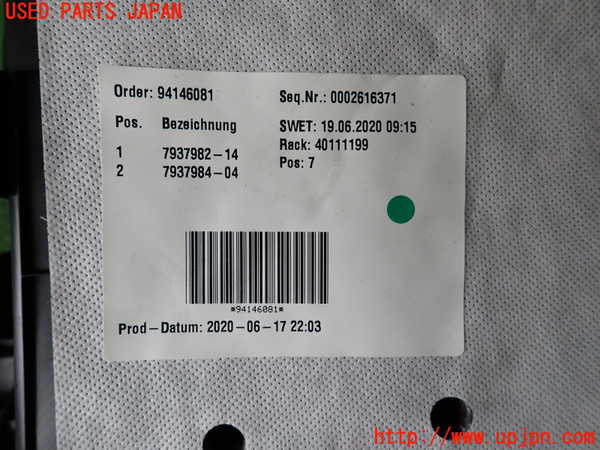 USED PARTS JAPAN
Order: 94146081
Seq.Nr.: 0002616371
Pos. Bezeichnung
SWET: 19.06.2020 09:15
Rack: 40111199
1 7937982-14
Pos: 7
2 7937984-04
*94146081*
Prod-Datum: 2020-06-17 22:03
http://www.upjpn.com/